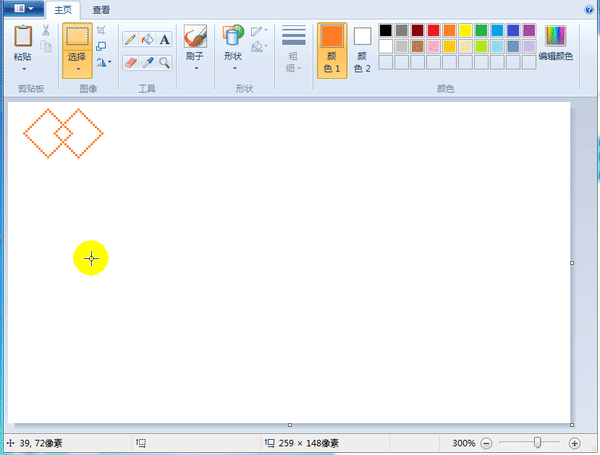 主页 查看
粘贴
选择
A
刷子
形状
粗
细
颜
色 1
颜
色 2
编辑颜色
剪贴板 图像 工具 形状 颜色
39, 72像素 259 × 148像素 300%